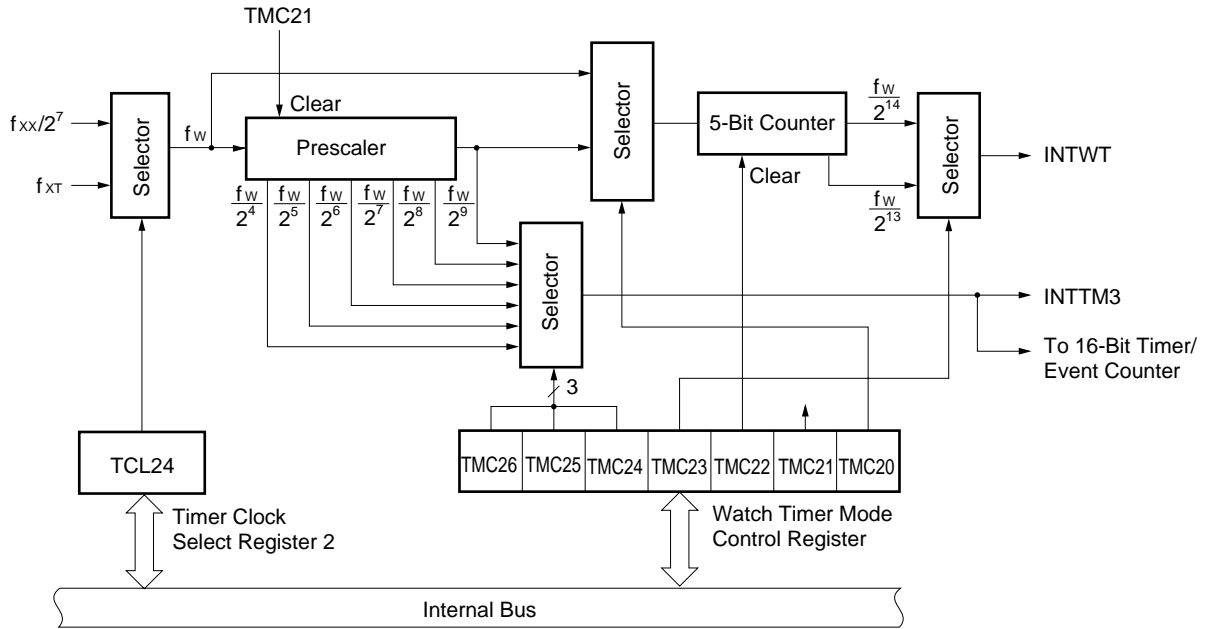 TMC21
Clear
fXX/2^7
fXT
Selector
fW
Prescaler
Selector
5-Bit Counter
Clear
fW/2^14
fW/2^13
Selector
INTWT
fW/2^4
fW/2^5
fW/2^6
fW/2^7
fW/2^8
fW/2^9
Selector
INTTM3
To 16-Bit Timer/
Event Counter
3
TCL24
TMC26 TMC25 TMC24 TMC23 TMC22 TMC21 TMC20
Timer Clock
Select Register 2
Watch Timer Mode
Control Register
Internal Bus